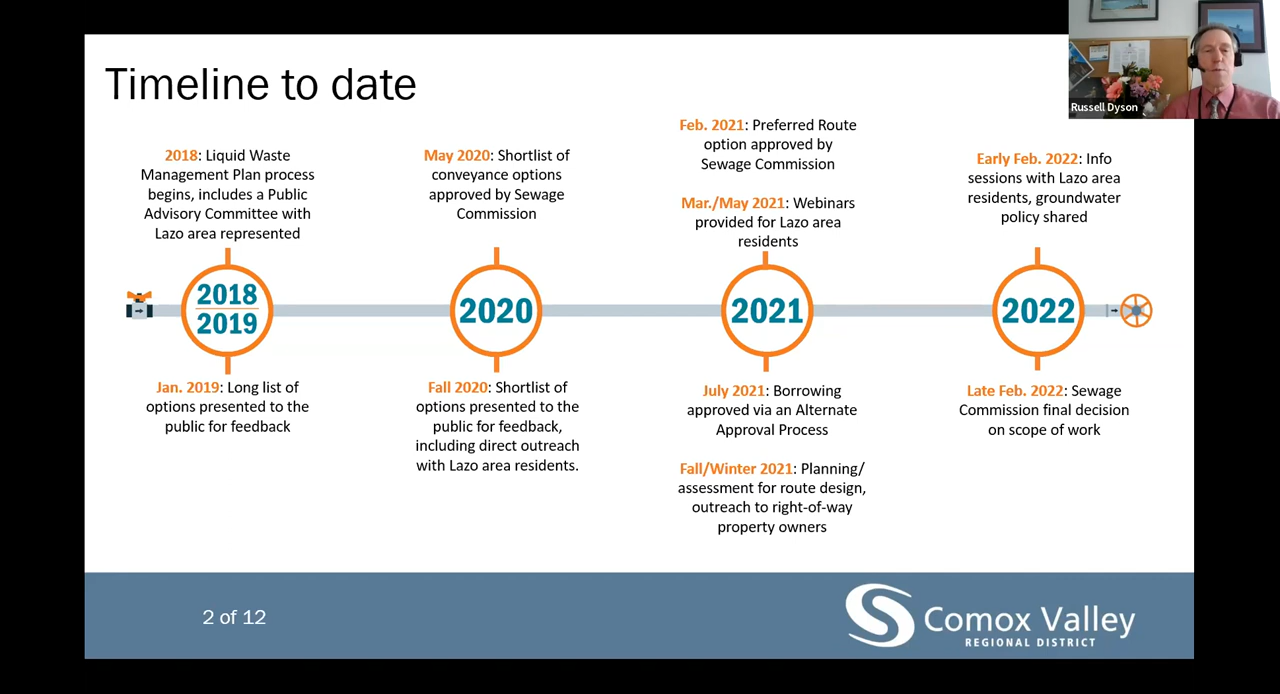 Timeline to date
Russell Dyson
2018: Liquid Waste
Management Plan process
begins, includes a Public
Advisory Committee with
Lazo area represented
May 2020: Shortlist of
conveyance options
approved by Sewage
Commission
Feb. 2021: Preferred Route
option approved by
Sewage Commission
Mar./May 2021: Webinars
provided for Lazo area
residents
Early Feb. 2022: Info
sessions with Lazo area
residents, groundwater
policy shared
2018
2019
2020
2021
2022
Jan. 2019: Long list of
options presented to the
public for feedback
Fall 2020: Shortlist of
options presented to the
public for feedback,
including direct outreach
with Lazo area residents.
July 2021: Borrowing
approved via an Alternate
Approval Process
Fall/Winter 2021: Planning/
assessment for route design,
outreach to right-of-way
property owners
Late Feb. 2022: Sewage
Commission final decision
on scope of work
2 of 12
Comox Valley
REGIONAL DISTRICT